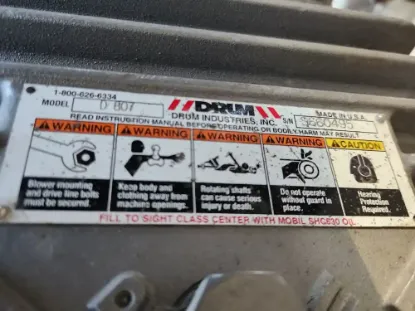 1-800-626-6334
MODEL D 807
DRUM
DRUM INDUSTRIES, INC.
MADE IN U.S.A.
S/N
READ INSTRUCTION MANUAL BEFORE OPERATING OR BODILY HARM MAY RESULT
WARNING WARNING WARNING WARNING CAUTION
Blower mounting
and drive line bolts
must be secured.
Keep body and
clothing away from
machine openings.
Rotating shafts
can cause serious
injury or death.
Do not operate
without guard in
place.
Hearing
Protection
Required.
FILL TO SIGHT GLASS CENTER WITH MOBIL SHC630 OIL